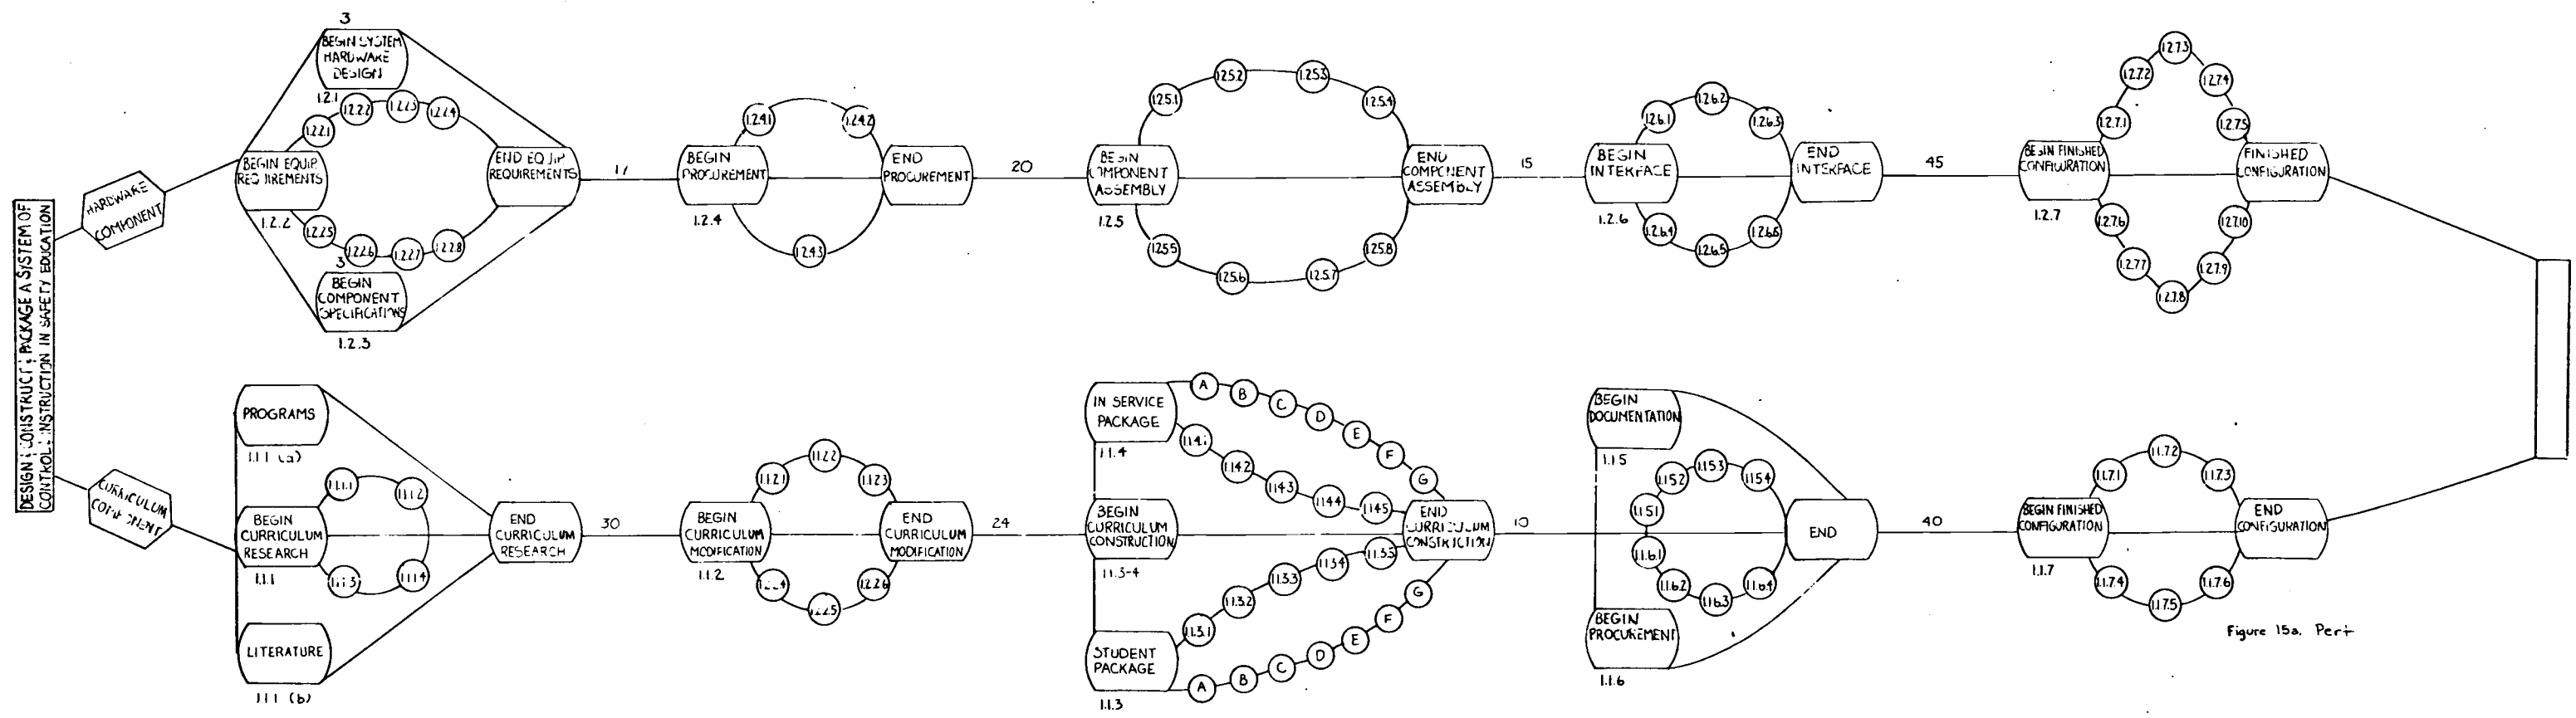 DESIGN, CONSTRUCT, PACKAGE A SYSTEM OF
CONTROL INSTRUCTION IN SAFETY EDUCATION
HARDWARE
COMPONENT
3
BEGIN SYSTEM
HARDWARE
DESIGN
1.2.1
BEGIN EQUIP.
REQUIREMENTS
1.2.2
1.2.2.1
1.2.2.2
1.2.2.3
1.2.2.4
1.2.2.5
1.2.2.6
1.2.2.7
1.2.2.8
END EQUIP
REQUIREMENTS
3
BEGIN
COMPONENT
SPECIFICATIONS
1.2.3
17
BEGIN
PROCUREMENT
1.2.4
1.2.4.1
1.2.4.2
1.2.4.3
END
PROCUREMENT
20
BEGIN
COMPONENT
ASSEMBLY
1.2.5
1.2.5.1
1.2.5.2
1.2.5.3
1.2.5.4
1.2.5.5
1.2.5.6
1.2.5.7
1.2.5.8
END
COMPONENT
ASSEMBLY
15
BEGIN
INTERFACE
1.2.6
1.2.6.1
1.2.6.2
1.2.6.3
1.2.6.4
1.2.6.5
1.2.6.6
END
INTERFACE
45
BEGIN FINISHED
CONFIGURATION
1.2.7
1.2.7.1
1.2.7.2
1.2.7.3
1.2.7.4
1.2.7.5
1.2.7.6
1.2.7.7
1.2.7.8
1.2.7.9
1.2.7.10
FINISHED
CONFIGURATION
CURRICULUM
COMPONENT
PROGRAMS
1.1.1 (a)
BEGIN
CURRICULUM
RESEARCH
1.1.1
1.1.1.1
1.1.1.2
1.1.1.3
1.1.1.4
LITERATURE
1.1.1 (b)
END
CURRICULUM
RESEARCH
30
BEGIN
CURRICULUM
MODIFICATION
1.1.2
1.1.2.1
1.1.2.2
1.1.2.3
1.2.2.6
END
CURRICULUM
MODIFICATION
24
IN SERVICE
PACKAGE
1.1.4
A
B
C
D
E
F
G
1.1.4.1
1.1.4.2
1.1.4.3
1.1.4.4
1.1.4.5
BEGIN
CURRICULUM
CONSTRUCTION
1.1.3-4
END
CURRICULUM
CONSTRUCTION
1.1.3.1
1.1.3.2
1.1.3.3
1.1.3.4
1.1.3.5
STUDENT
PACKAGE
1.1.3
A
B
C
D
E
F
G
10
BEGIN
DOCUMENTATION
1.1.5
1.1.5.1
1.1.5.2
1.1.5.3
1.1.5.4
1.1.6.1
1.1.6.2
1.1.6.3
1.1.6.4
BEGIN
PROCUREMENT
1.1.6
END
40
BEGIN FINISHED
CONFIGURATION
1.1.7
1.1.7.1
1.1.7.2
1.1.7.3
1.1.7.4
1.1.7.5
1.1.7.6
END
CONFIGURATION
Figure 15a. Pert